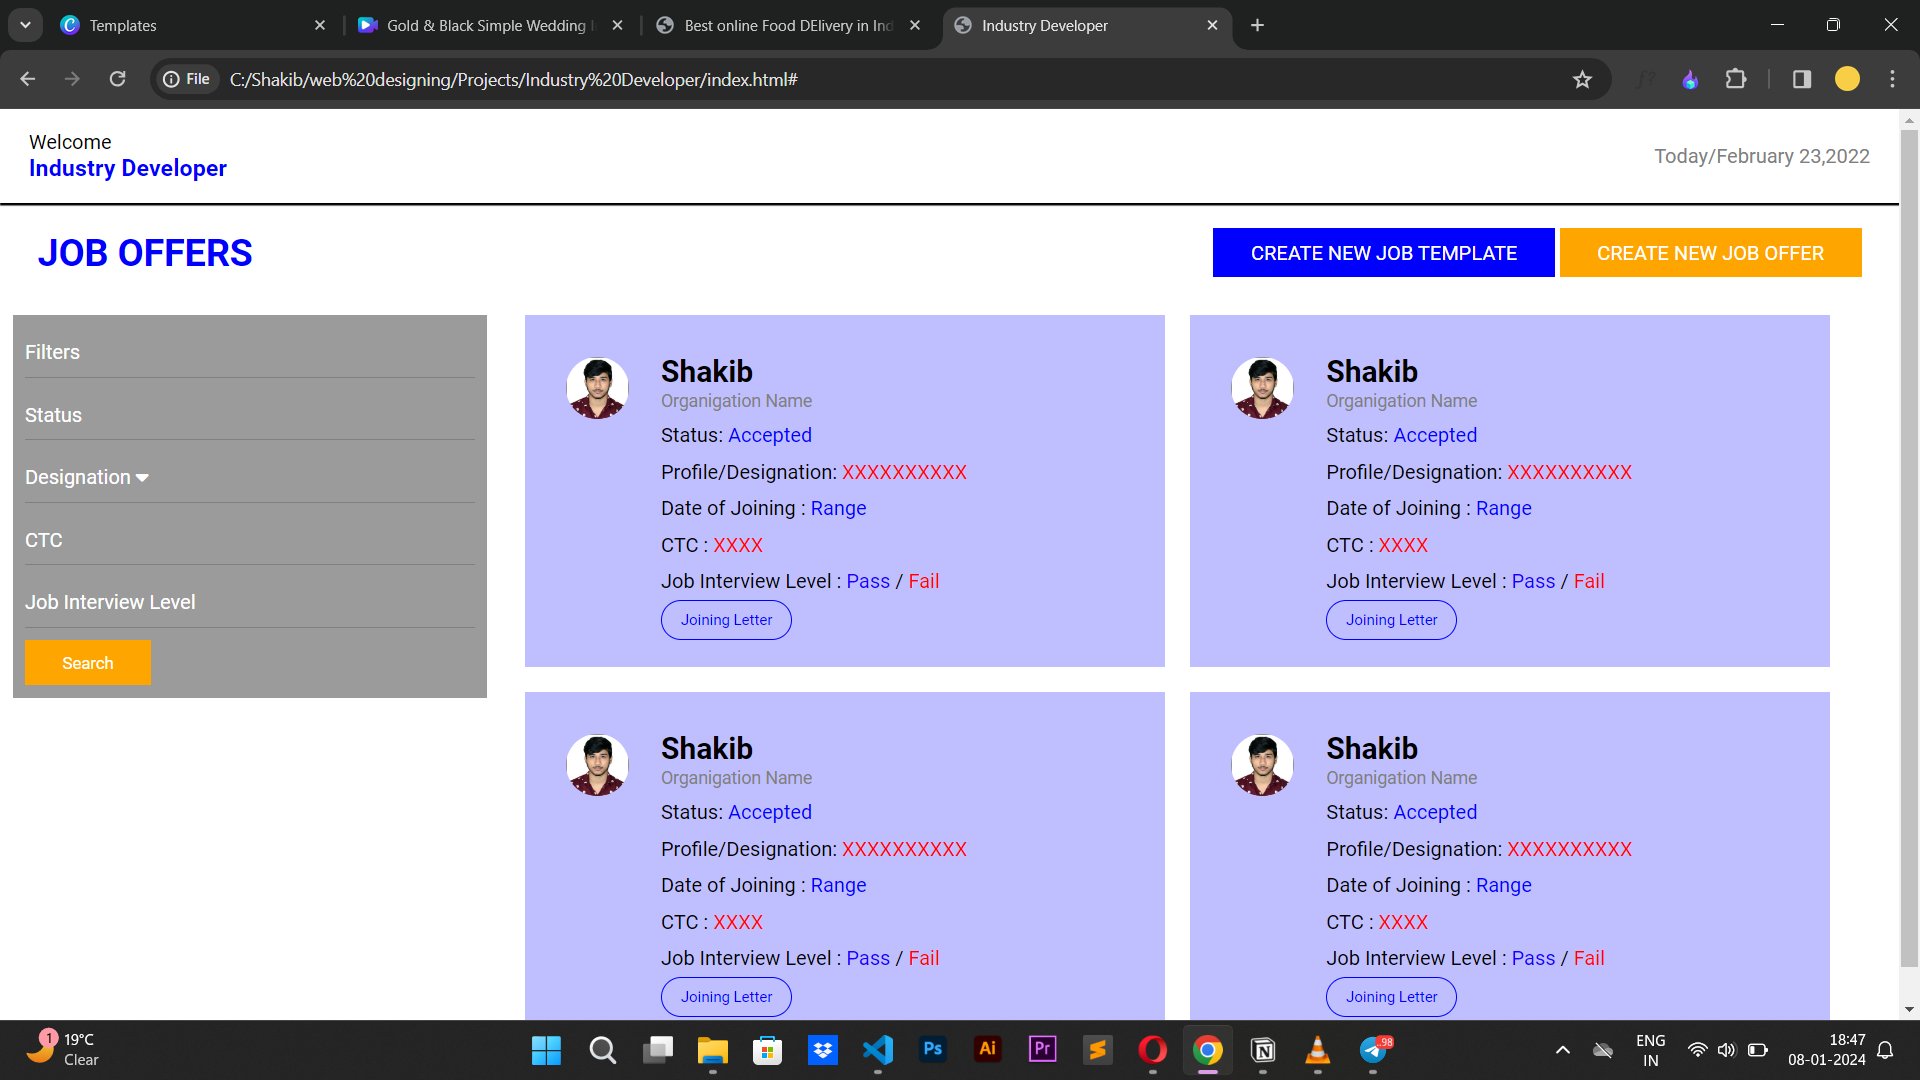 Templates
Gold & Black Simple Wedding
Best online Food DElivery in Ind
Industry Developer
File
C:/Shakib/web%20designing/Projects/Industry%20Developer/index.html#
Welcome
Industry Developer
Today/February 23,2022
JOB OFFERS
CREATE NEW JOB TEMPLATE
CREATE NEW JOB OFFER
Filters
Status
Designation
CTC
Job Interview Level
Search
Shakib
Organigation Name
Status: Accepted
Profile/Designation: XXXXXXXXXX
Date of Joining : Range
CTC : XXXX
Job Interview Level : Pass / Fail
Joining Letter
Shakib
Organigation Name
Status: Accepted
Profile/Designation: XXXXXXXXXX
Date of Joining : Range
CTC : XXXX
Job Interview Level : Pass / Fail
Joining Letter
Shakib
Organigation Name
Status: Accepted
Profile/Designation: XXXXXXXXXX
Date of Joining : Range
CTC : XXXX
Job Interview Level : Pass / Fail
Joining Letter
Shakib
Organigation Name
Status: Accepted
Profile/Designation: XXXXXXXXXX
Date of Joining : Range
CTC : XXXX
Job Interview Level : Pass / Fail
Joining Letter
1
19°C
Clear
Ps
Ai
Pr
98
ENG
IN
18:47
08-01-2024